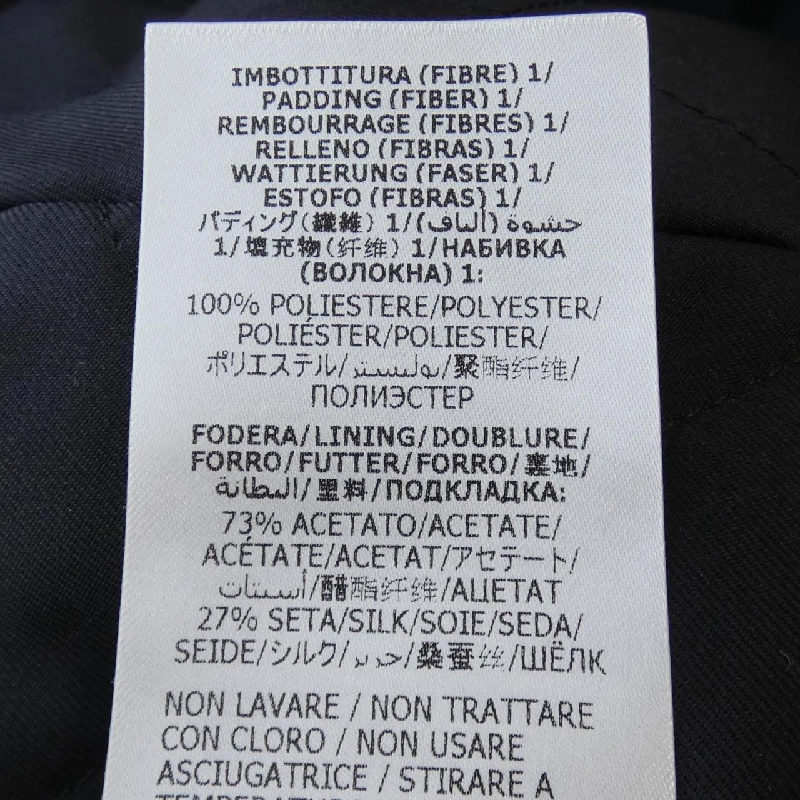 IMBOTTITURA (FIBRE) 1/
PADDING (FIBER) 1/
REMBOURRAGE (FIBRES) 1/
RELLENO (FIBRAS) 1/
WATTIERUNG (FASER) 1/
ESTOFO (FIBRAS) 1/
パディング(繊維) 1/حشوة (ألياف)
1/填充物(纤维) 1/НАБИВКА
(ВОЛОКНА) 1:
100% POLIESTERE/POLYESTER/
POLIÉSTER/POLIESTER/
ポリエステル/بوليستر/聚酯纤维/
ПОЛИЭСТЕР
FODERA/LINING/DOUBLURE/
FORRO/FUTTER/FORRO/裏地/
البطانة/里料/ПОДКЛАДКА:
73% ACETATO/ACETATE/
ACÉTATE/ACETAT/アセテート/
أسيتات/醋酯纤维/АЦЕТАТ
27% SETA/SILK/SOIE/SEDA/
SEIDE/シルク/حرير/桑蚕丝/ШЁЛК
NON LAVARE / NON TRATTARE
CON CLORO / NON USARE
ASCIUGATRICE / STIRARE A